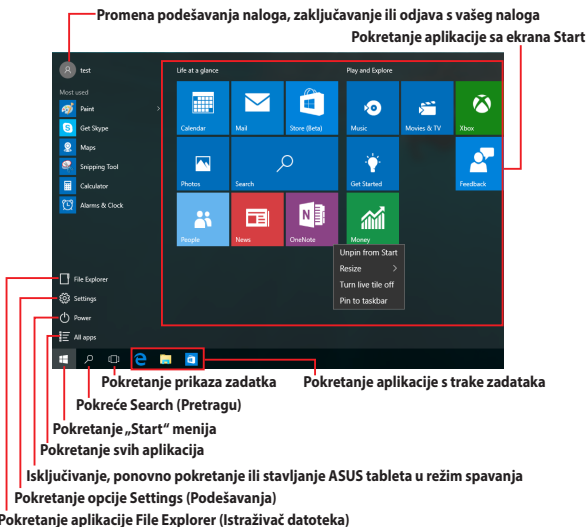 Promena podešavanja naloga, zaključavanje ili odjava s vašeg naloga
Pokretanje aplikacije sa ekrana Start
test
Most used
Paint
Get Skype
Maps
Snipping Tool
Calculator
Alarms & Clock
File Explorer
Settings
Power
All apps
Life at a glance
Calendar
Mail
Store (Beta)
Photos
Search
People
News
OneNote
Play and Explore
Music
Movies & TV
Xbox
Get Started
Feedback
Money
Unpin from Start
Resize
Turn live tile off
Pin to taskbar
Pokretanje prikaza zadatka
Pokretanje aplikacije s trake zadataka
Pokreće Search (Pretragu)
Pokretanje „Start“ menija
Pokretanje svih aplikacija
Isključivanje, ponovno pokretanje ili stavljanje ASUS tableta u režim spavanja
Pokretanje opcije Settings (Podešavanja)
Pokretanje aplikacije File Explorer (Istraživač datoteka)